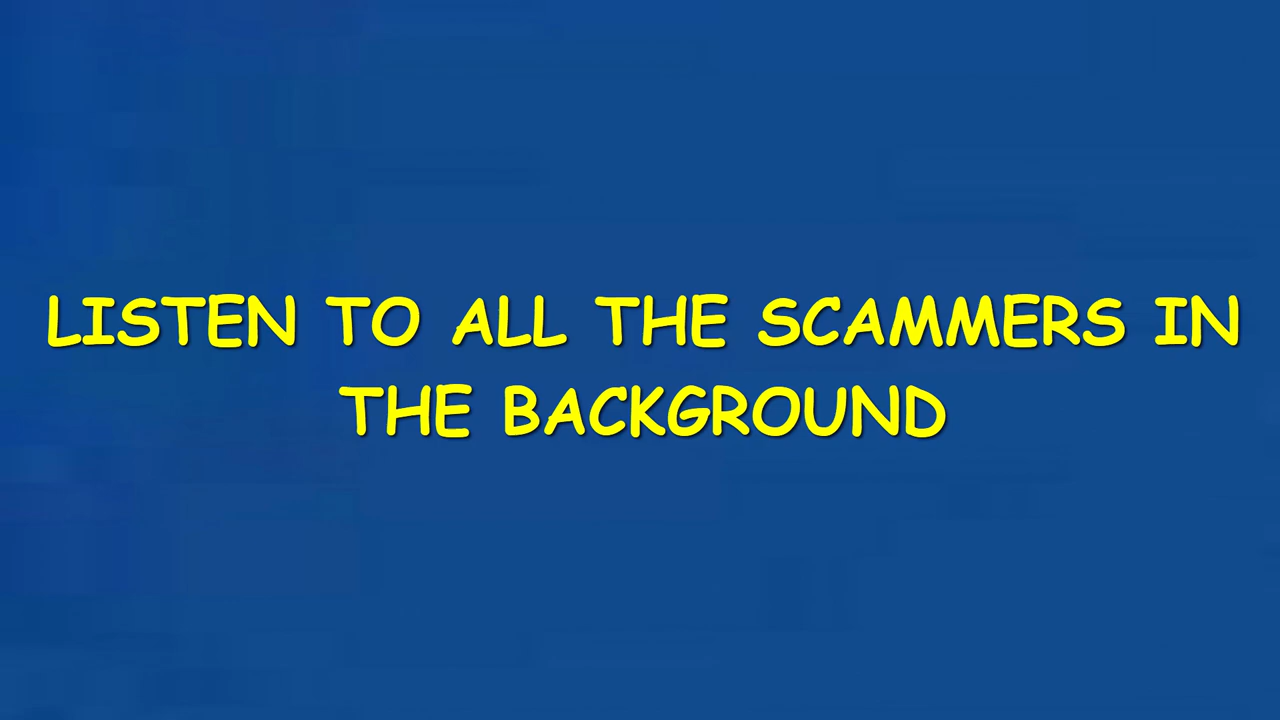 LISTEN TO ALL THE SCAMMERS IN
THE BACKGROUND